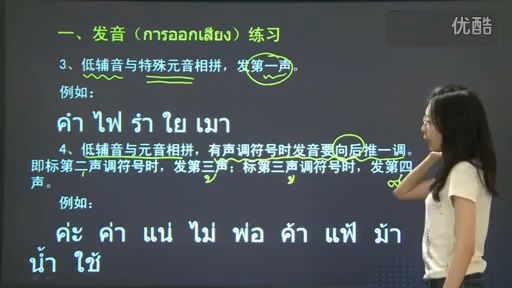 优酷
一、发音（การออกเสียง）练习
3、低辅音与特殊元音相拼，发第一声。
例如：
คำ ไฟ รำ ใย เมา
4、低辅音与元音相拼，有声调符号时发音要向后推一调。
即标第二声调符号时，发第三声；标第三声调符号时，发第四
声。
例如：
ค่ะ ค่า แน่ ไม่ พ่อ ค้า แฟ้ ม้า
น้ำ ใช้